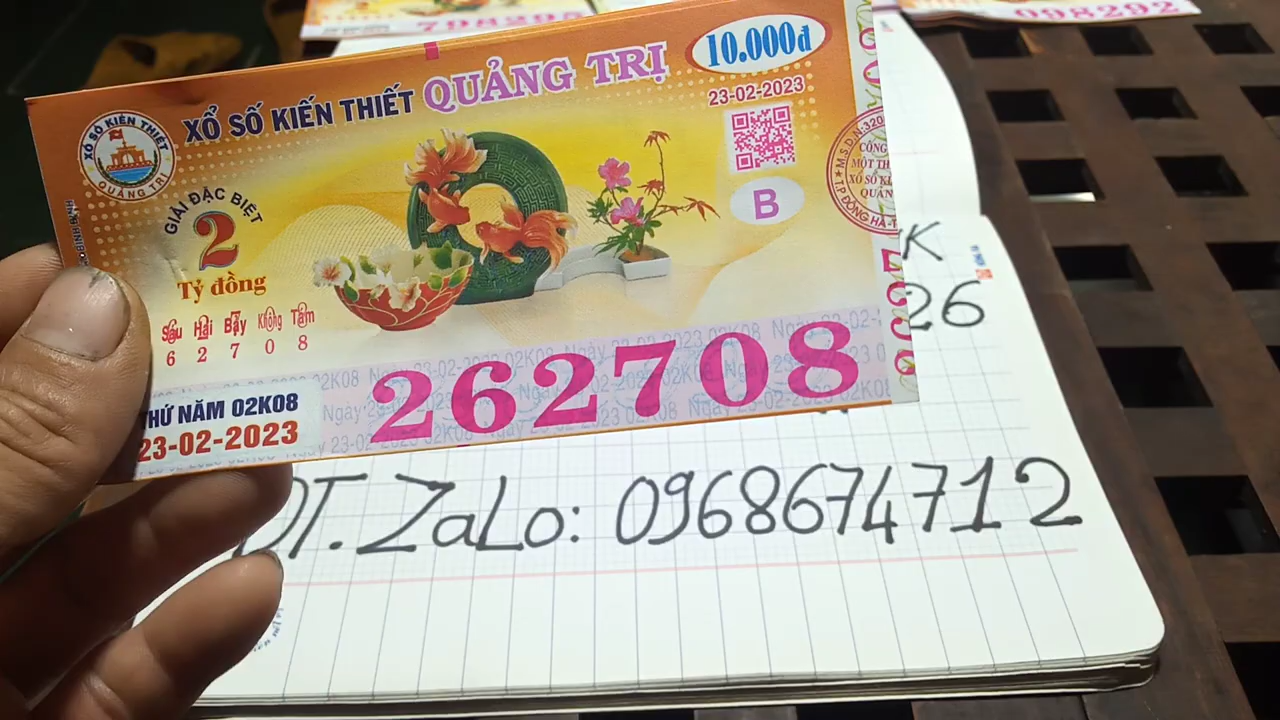 798295
098292
XỔ SỐ KIẾN THIẾT QUẢNG TRỊ
10.000đ
23-02-2023
XỔ SỐ KIẾN THIẾT
QUẢNG TRỊ
B
GIẢI ĐẶC BIỆT
2
Tỷ đồng
Sáu Hai Bảy Không Tám
6 2 7 0 8
262708
THỨ NĂM 02K08
23-02-2023
K
26
ĐT. ZaLo: 0968674712